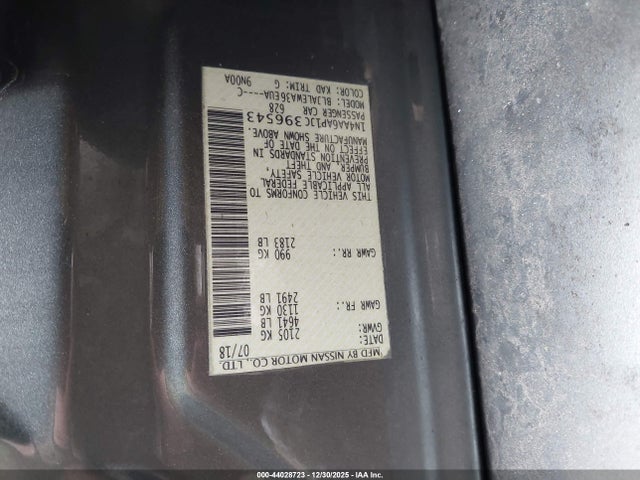 MFD BY NISSAN MOTOR CO., LTD.
DATE: 07/18
GVWR: 2105 KG
4641 LB
GAWR FR.: 1130 KG
2491 LB
GAWR RR.: 990 KG
2183 LB
THIS VEHICLE CONFORMS TO
ALL APPLICABLE FEDERAL
MOTOR VEHICLE SAFETY,
BUMPER, AND THEFT
PREVENTION STANDARDS IN
EFFECT ON THE DATE OF
MANUFACTURE SHOWN ABOVE.
1N4AA6AP1JC396543
PASSENGER CAR 628
MODEL: BLJALEWA36EUA-----C
COLOR: KAD TRIM: G 9N00A
000-44028723 - 12/30/2025 - IAA Inc.